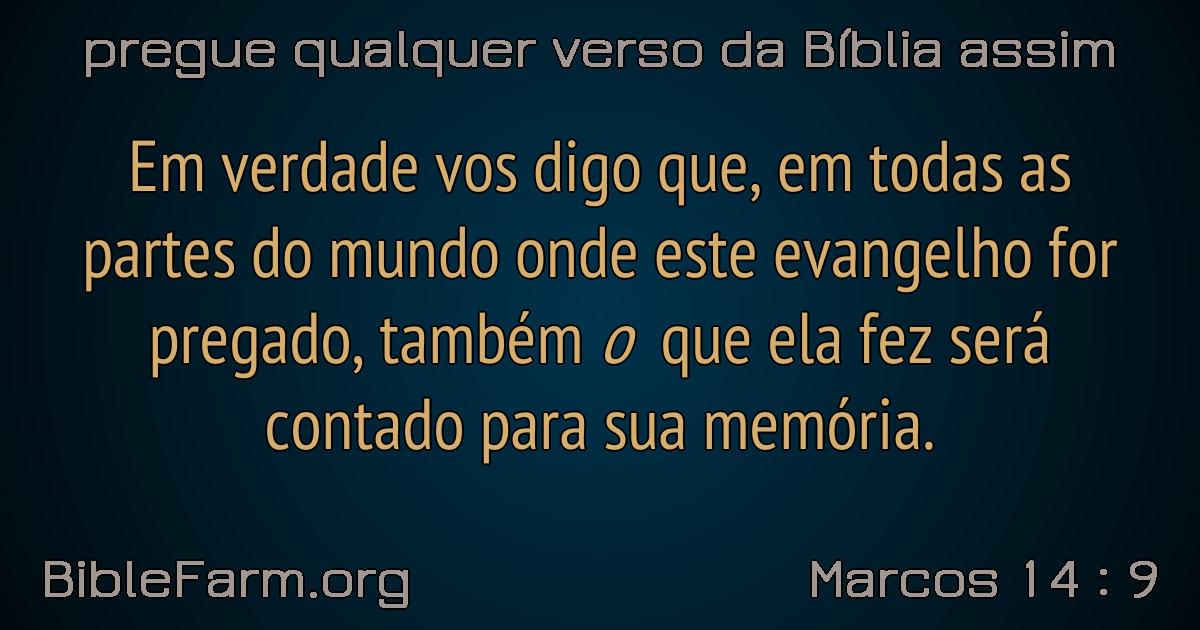 pregue qualquer verso da Bíblia assim
Em verdade vos digo que, em todas as
partes do mundo onde este evangelho for
pregado, também o que ela fez será
contado para sua memória.
BibleFarm.org
Marcos 14 : 9